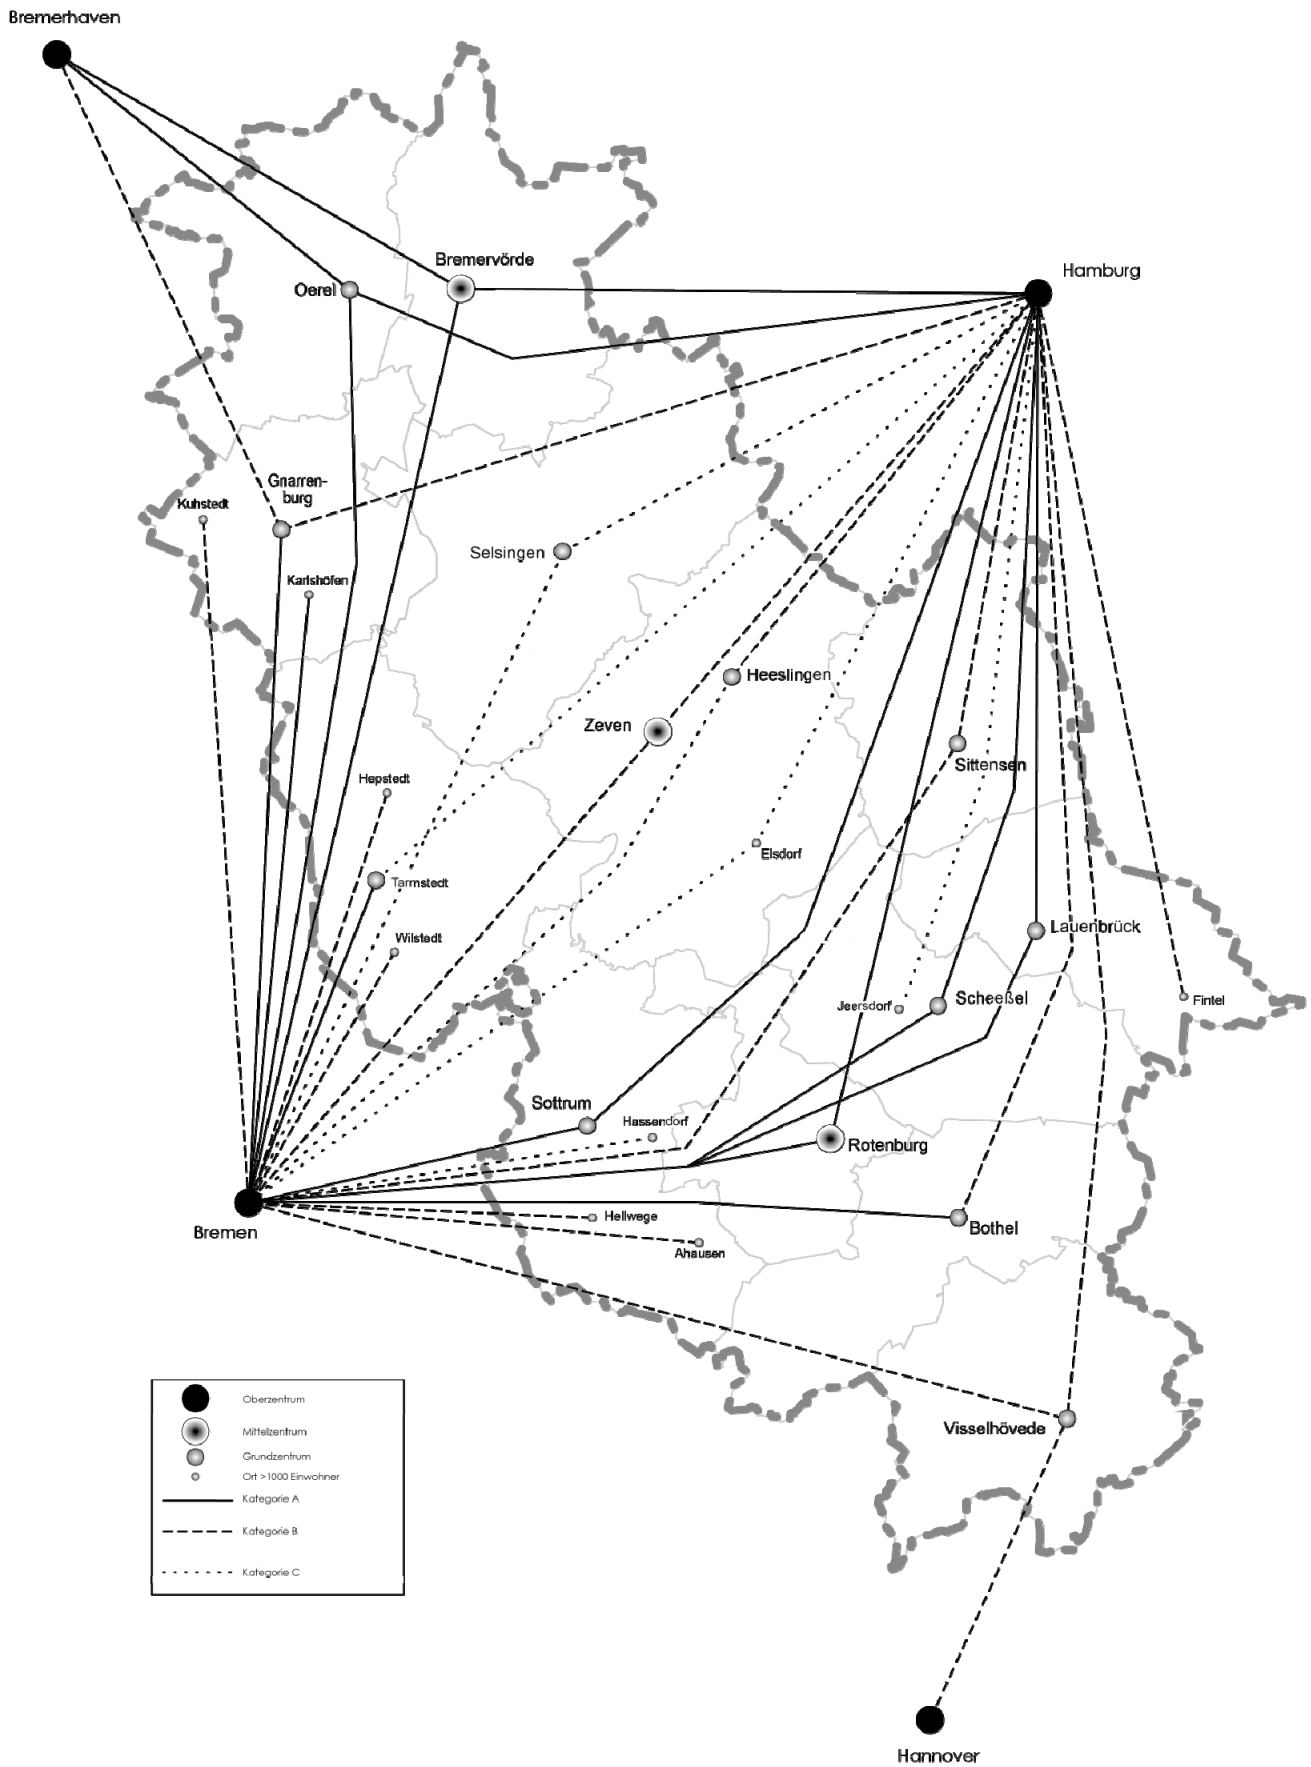 Bremerhaven
Hamburg
Bremervörde
Oerel
Gnarren-
burg
Kuhstedt
Selsingen
Karlshöfen
Heeslingen
Zeven
Sittensen
Hepstedt
Elsdorf
Tarmstedt
Lauenbrück
Wilstedt
Scheeßel
Fintel
Jeersdorf
Sottrum
Hassendorf
Rotenburg
Hellwege
Bothel
Bremen
Ahausen
Visselhövede
Oberzentrum
Mittelzentrum
Grundzentrum
Ort >1000 Einwohner
Kategorie A
Kategorie B
Kategorie C
Hannover